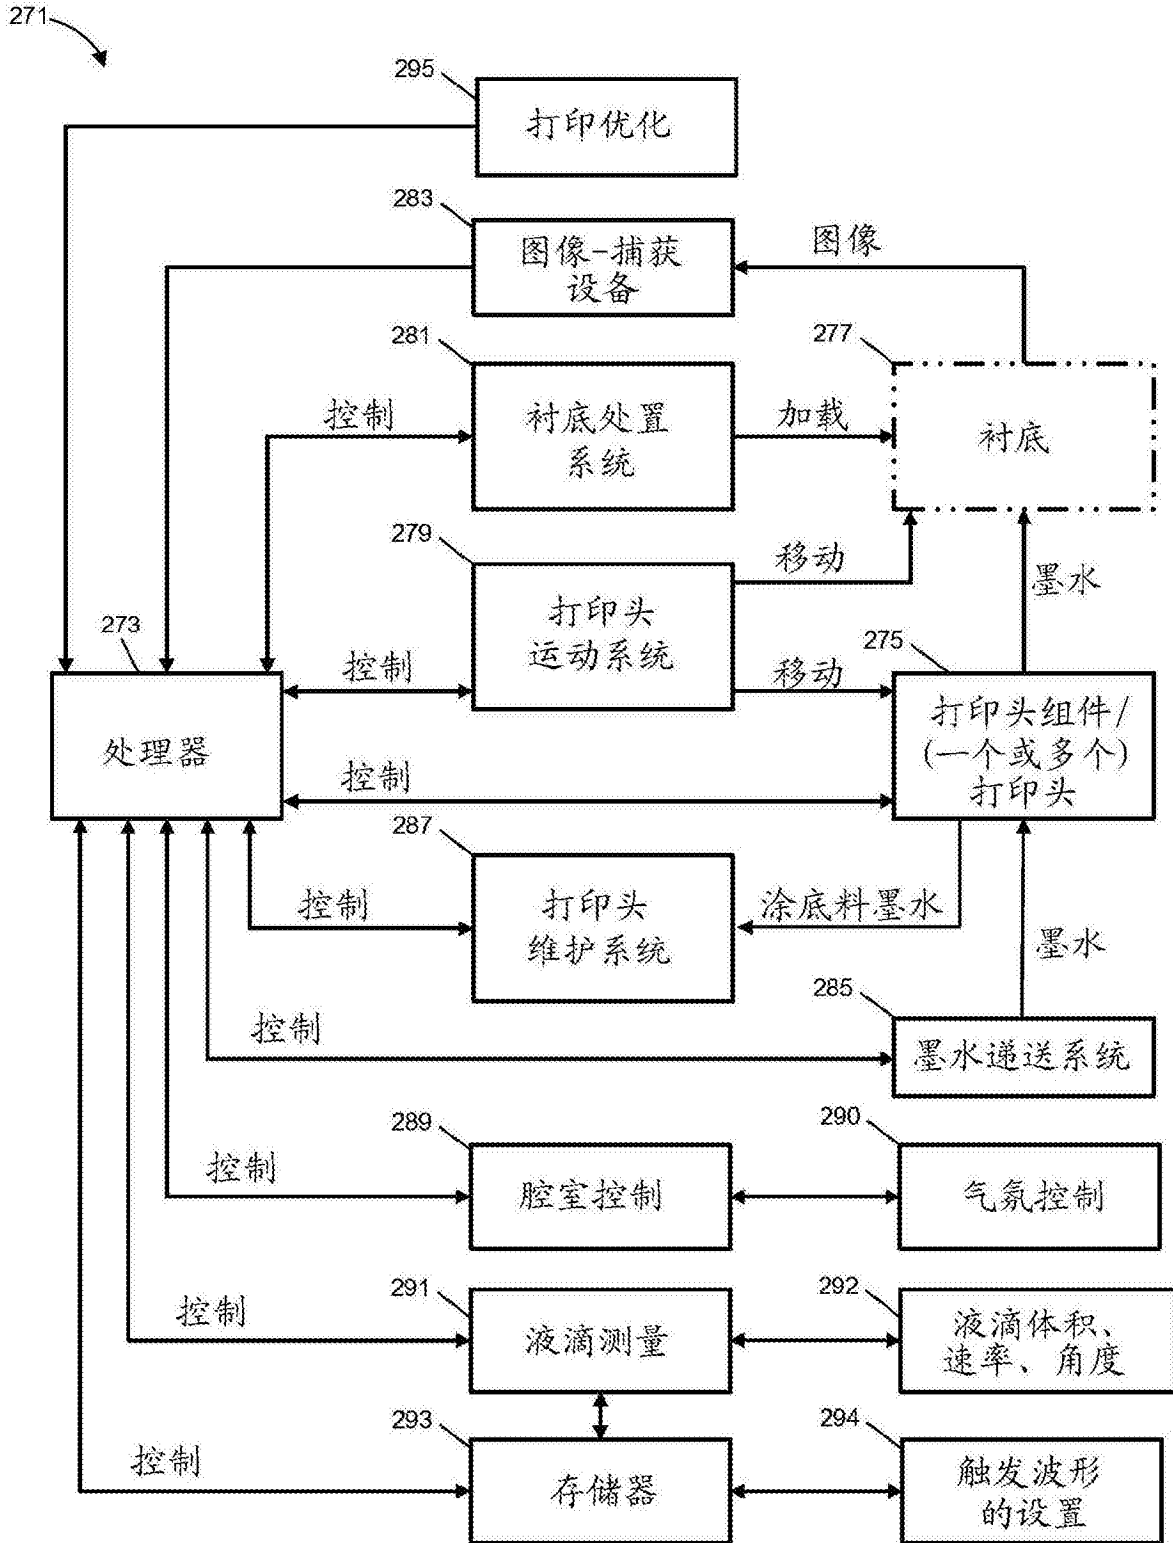 271
295
打印优化
283
图像-捕获
设备
图像
281
277
控制
衬底处置
系统
加载
衬底
279
移动
墨水
打印头
运动系统
273
控制
移动
275
处理器
打印头组件/
(一个或多个)
打印头
控制
287
控制
打印头
维护系统
涂底料墨水
墨水
285
控制
墨水递送系统
289
290
控制
腔室控制
气氛控制
291
292
控制
液滴测量
液滴体积、
速率、角度
293
294
控制
存储器
触发波形
的设置